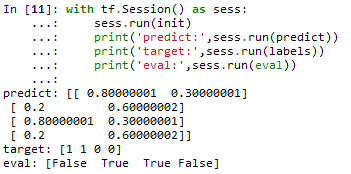 In [11]: with tf.Session() as sess:
    ...:     sess.run(init)
    ...:     print('predict:',sess.run(predict))
    ...:     print('target:',sess.run(labels))
    ...:     print('eval:',sess.run(eval))
    ...:
predict: [[ 0.80000001  0.30000001]
 [ 0.2         0.60000002]
 [ 0.80000001  0.30000001]
 [ 0.2         0.60000002]]
target: [1 1 0 0]
eval: [False  True  True False]